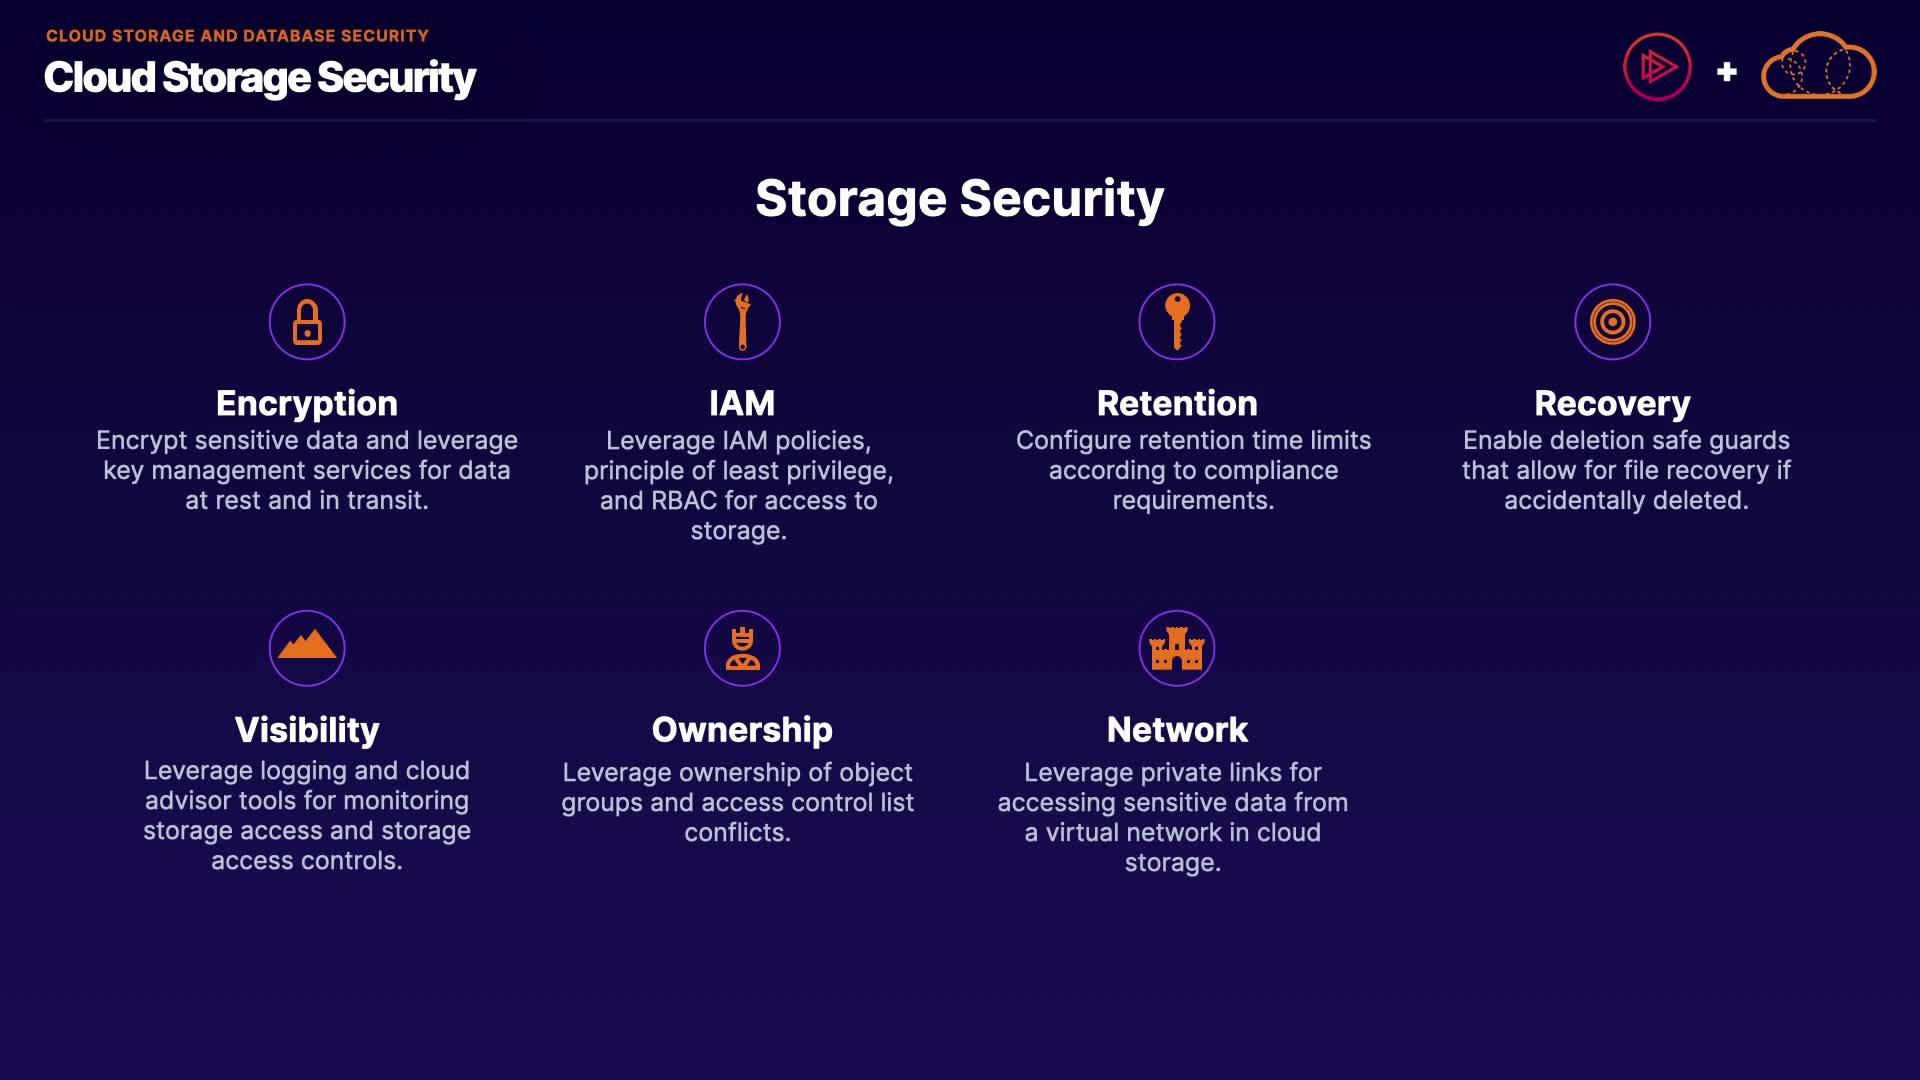 CLOUD STORAGE AND DATABASE SECURITY
Cloud Storage Security
Storage Security
Encryption
Encrypt sensitive data and leverage
key management services for data
at rest and in transit.
IAM
Leverage IAM policies,
principle of least privilege,
and RBAC for access to
storage.
Retention
Configure retention time limits
according to compliance
requirements.
Recovery
Enable deletion safe guards
that allow for file recovery if
accidentally deleted.
Visibility
Leverage logging and cloud
advisor tools for monitoring
storage access and storage
access controls.
Ownership
Leverage ownership of object
groups and access control list
conflicts.
Network
Leverage private links for
accessing sensitive data from
a virtual network in cloud
storage.